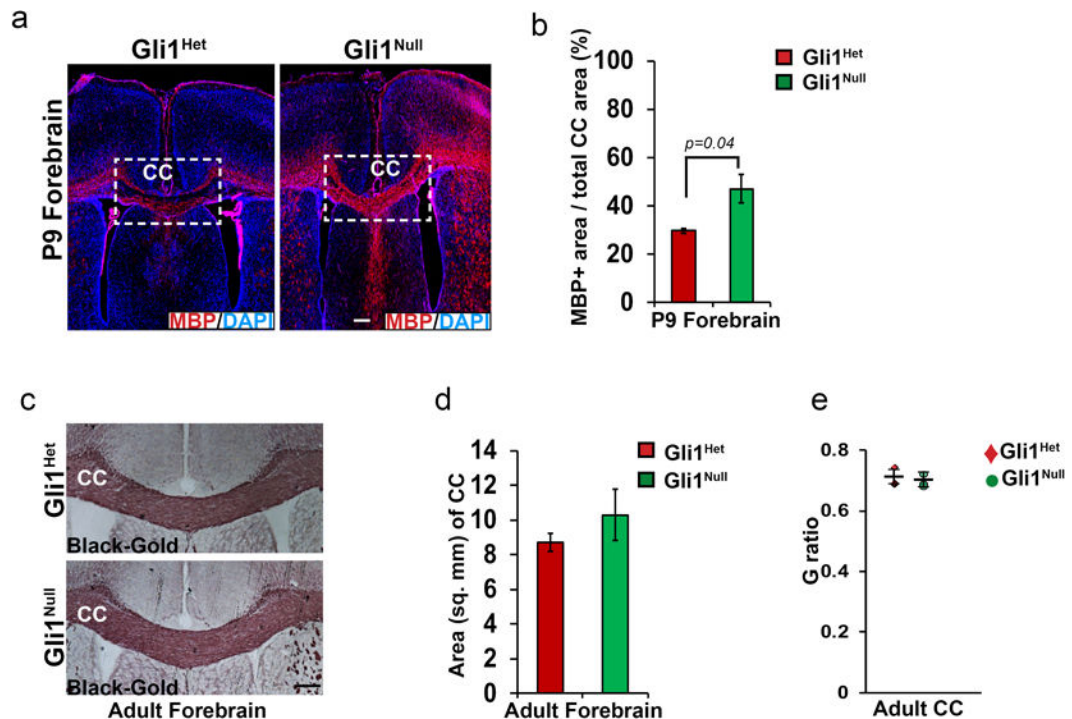 a
Gli1Het
Gli1Null
P9 Forebrain
CC
CC
MBP/DAPI
MBP/DAPI
b
Gli1Het
Gli1Null
MBP+ area / total CC area (%)
100
80
60
40
20
0
p=0.04
P9 Forebrain
c
Gli1Het
CC
Black-Gold
Gli1Null
CC
Black-Gold
Adult Forebrain
d
Gli1Het
Gli1Null
Area (sq. mm) of CC
14
12
10
8
6
4
2
0
Adult Forebrain
e
Gli1Het
Gli1Null
G ratio
0.8
0.6
0.4
0.2
0
Adult CC